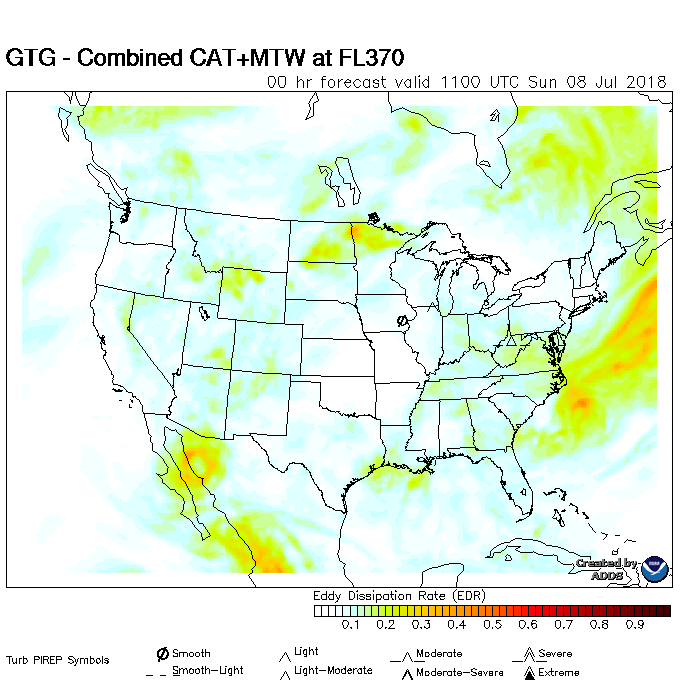 GTG - Combined CAT+MTW at FL370
00 hr forecast valid 1100 UTC Sun 08 Jul 2018
Created by
ADDS
Eddy Dissipation Rate (EDR)
0.1 0.2 0.3 0.4 0.5 0.6 0.7 0.8 0.9
Turb PIREP Symbols
Smooth Light Moderate Severe
Smooth-Light Light-Moderate Moderate-Severe Extreme